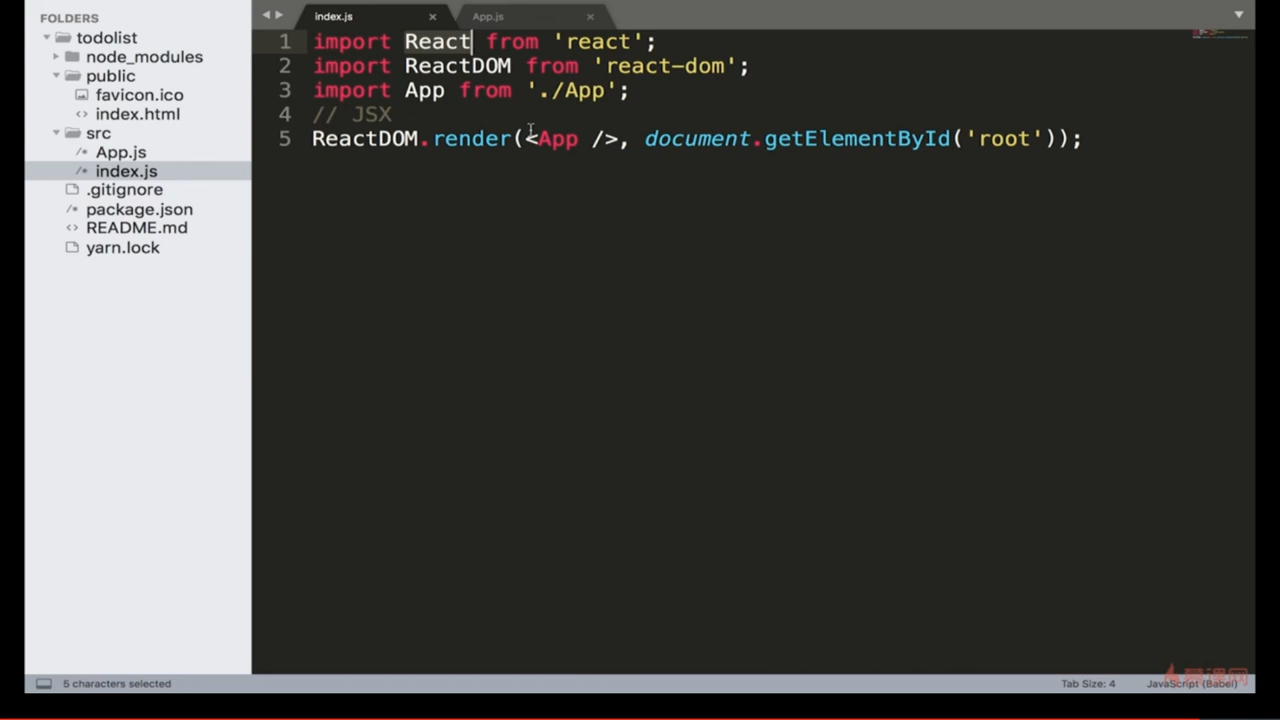 FOLDERS
todolist
node_modules
public
favicon.ico
<> index.html
src
/* App.js
/* index.js
.gitignore
/* package.json
<> README.md
yarn.lock
index.js ×
App.js ×
1 import React from 'react';
2 import ReactDOM from 'react-dom';
3 import App from './App';
4 // JSX
5 ReactDOM.render(<App />, document.getElementById('root'));
5 characters selected
Tab Size: 4
JavaScript (Babel)